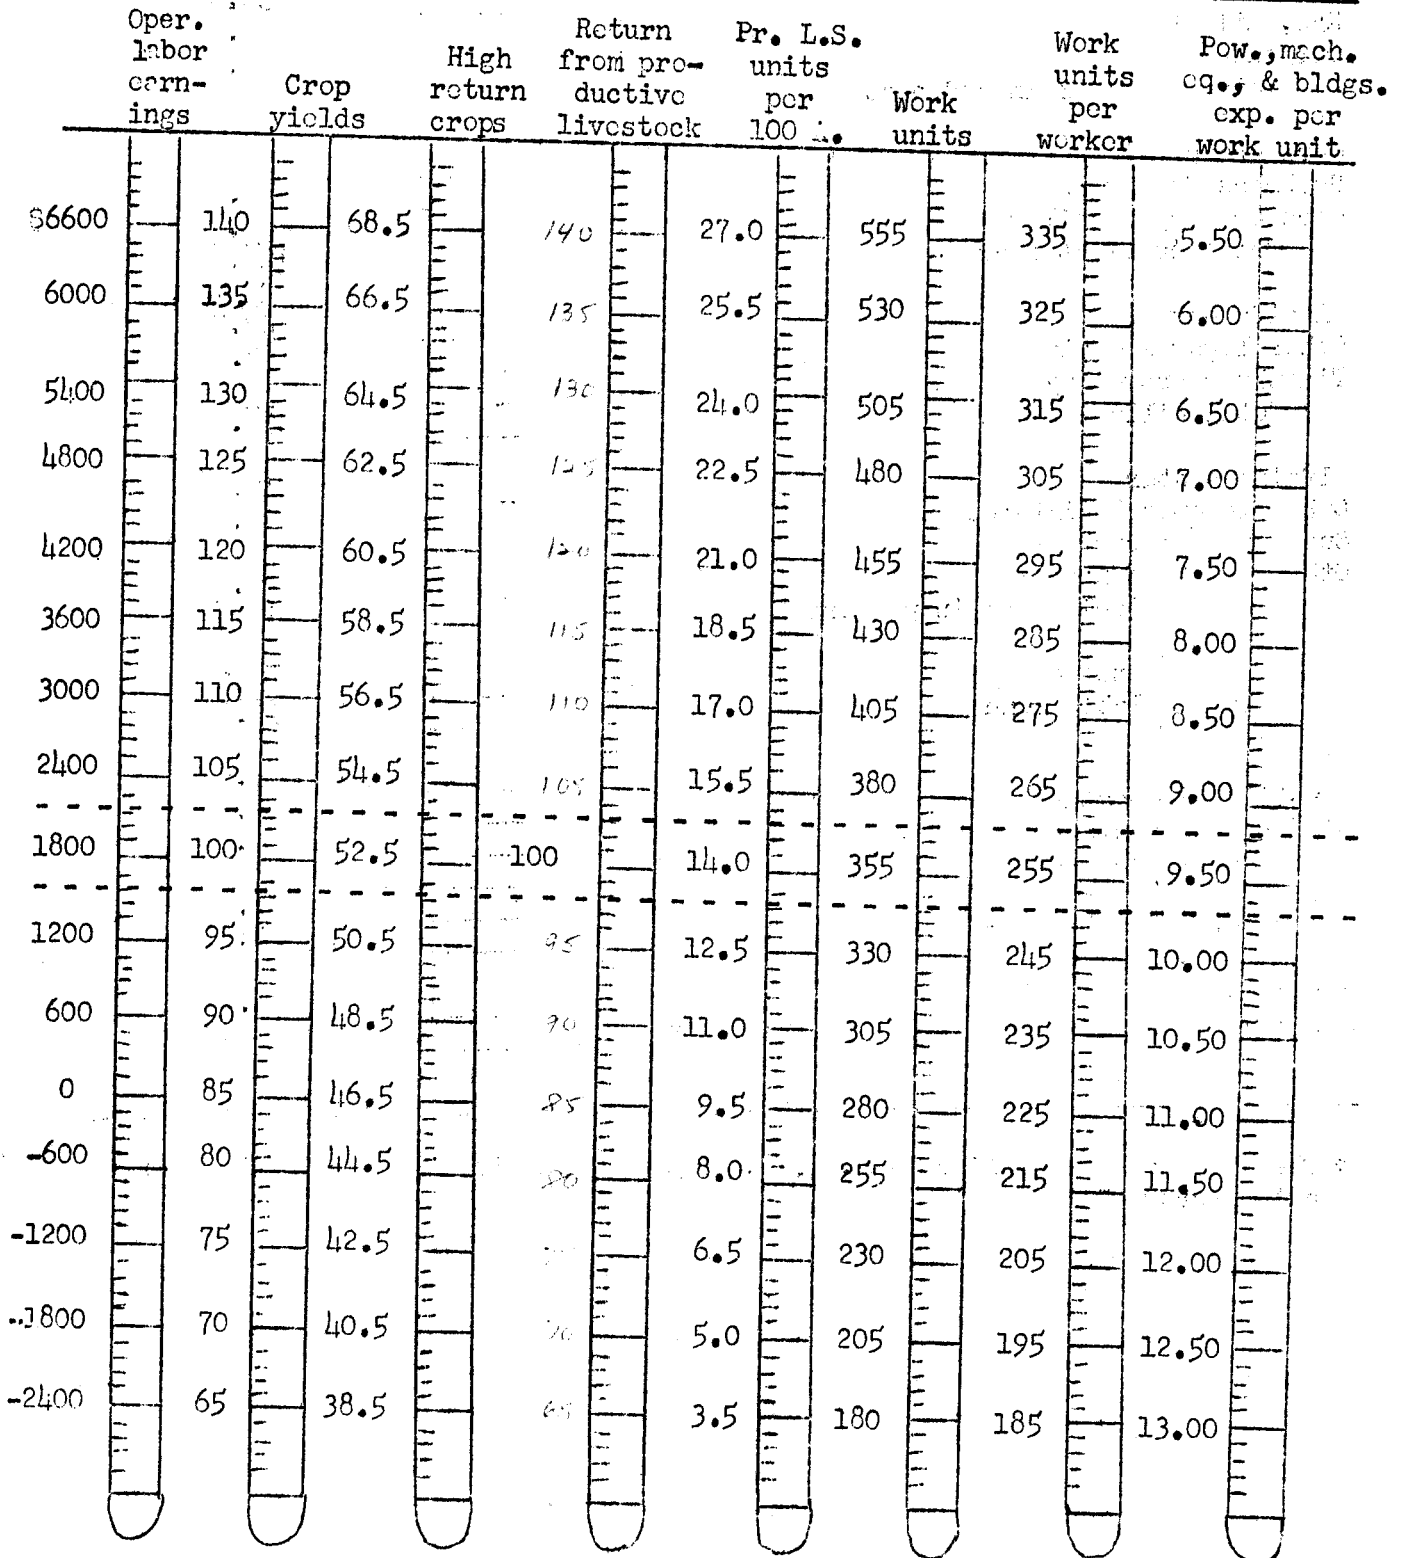 Oper. labor earn- ings
Crop yields
High return crops
Return from pro- ductive livestock
Pr. L.S. units per 100
Work units
Work units per worker
Pow., mach. eq., & bldgs. exp. per work unit
$6600 140 68.5 140 27.0 555 335 5.50
6000 135 66.5 135 25.5 530 325 6.00
5400 130 64.5 130 24.0 505 315 6.50
4800 125 62.5 125 22.5 480 305 7.00
4200 120 60.5 120 21.0 455 295 7.50
3600 115 58.5 115 18.5 430 285 8.00
3000 110 56.5 110 17.0 405 275 8.50
2400 105 54.5 105 15.5 380 265 9.00
1800 100 52.5 100 14.0 355 255 9.50
1200 95 50.5 95 12.5 330 245 10.00
600 90 48.5 90 11.0 305 235 10.50
0 85 46.5 85 9.5 280 225 11.00
-600 80 44.5 80 8.0 255 215 11.50
-1200 75 42.5 6.5 230 205 12.00
-1800 70 40.5 70 5.0 205 195 12.50
-2400 65 38.5 65 3.5 180 185 13.00